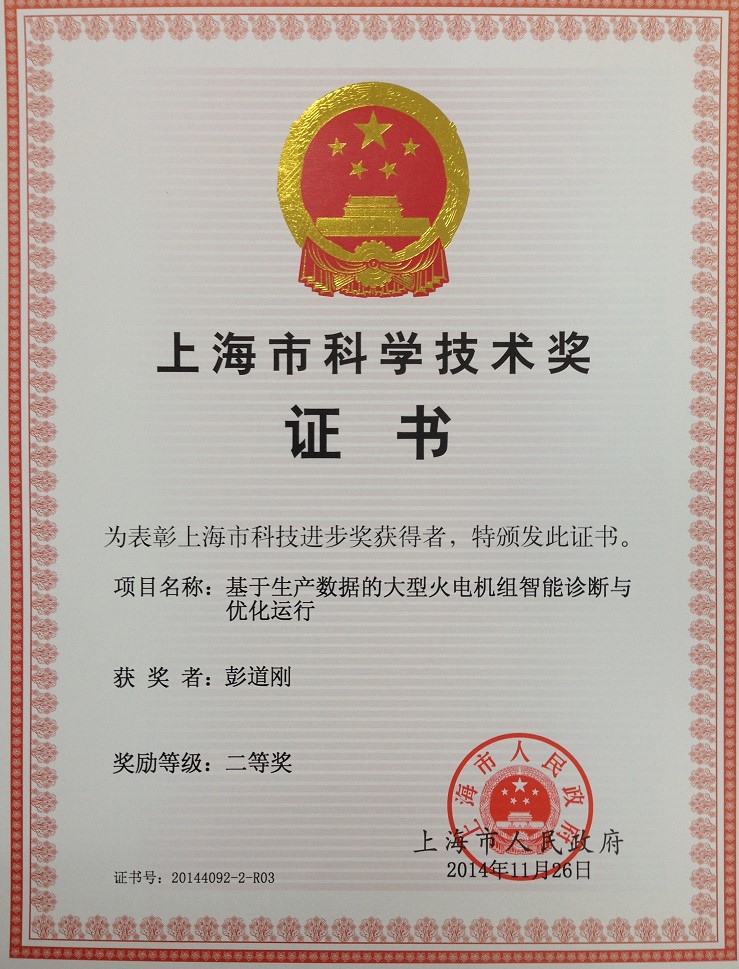 上海市科学技术奖
证 书
为表彰上海市科技进步奖获得者，特颁发此证书。
项目名称：基于生产数据的大型火电机组智能诊断与
优化运行
获 奖 者：彭道刚
奖励等级：二等奖
上海市人民政府
上海市人民政府
2014年11月26日
证书号：20144092-2-R03